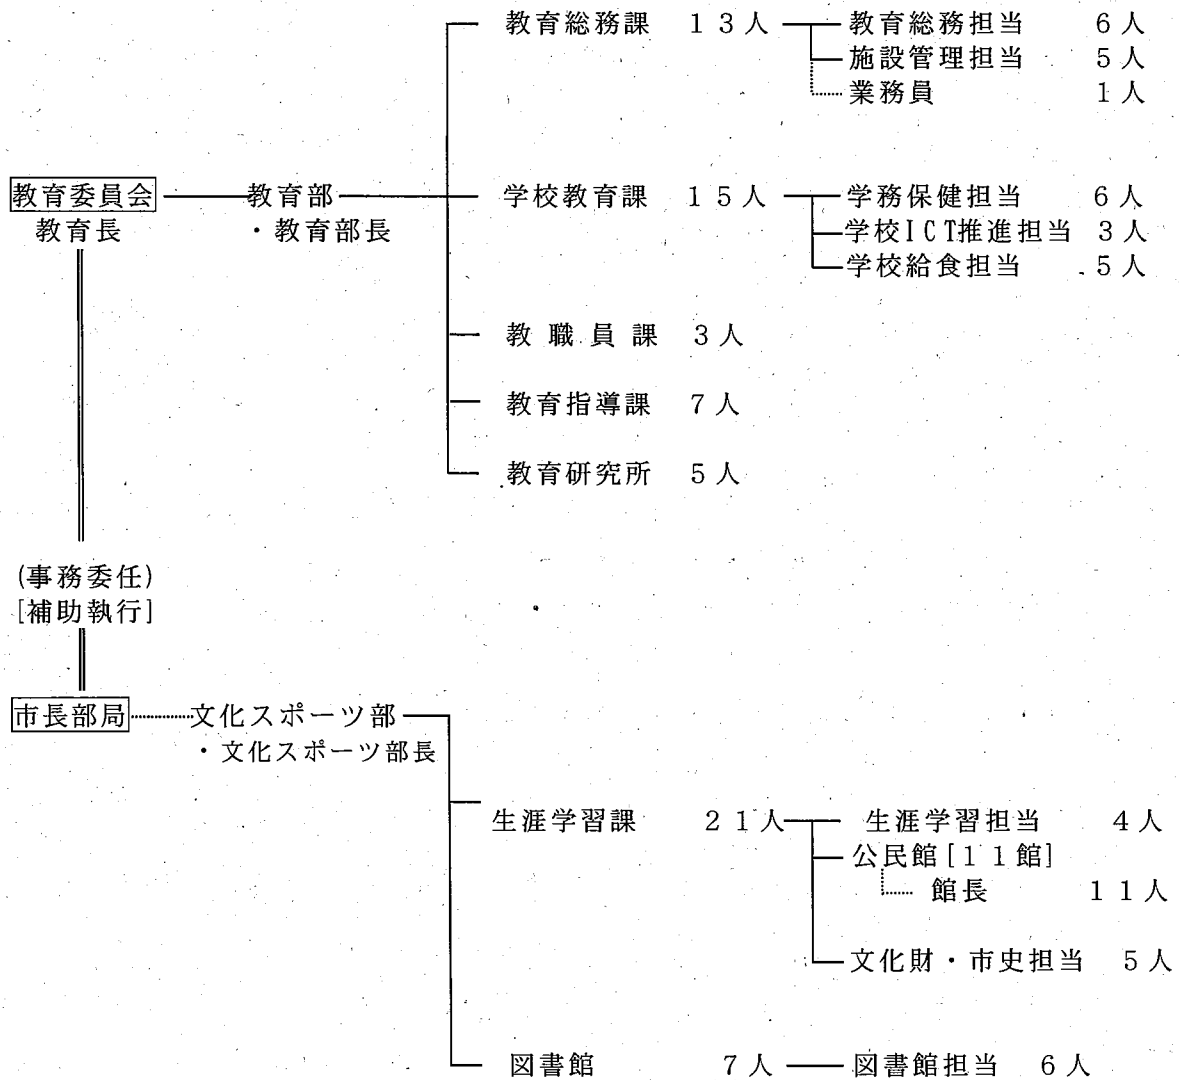 教育総務課 13人 教育総務担当 6人
施設管理担当 5人
業務員 1人
教育委員会 教育部 学校教育課 15人 学務保健担当 6人
教育長 ・教育部長 学校ICT推進担当 3人
学校給食担当 5人
教職員課 3人
教育指導課 7人
教育研究所 5人
(事務委任)
[補助執行]
市長部局 文化スポーツ部
・文化スポーツ部長
生涯学習課 21人 生涯学習担当 4人
公民館[11館]
館長 11人
文化財・市史担当 5人
図書館 7人 図書館担当 6人